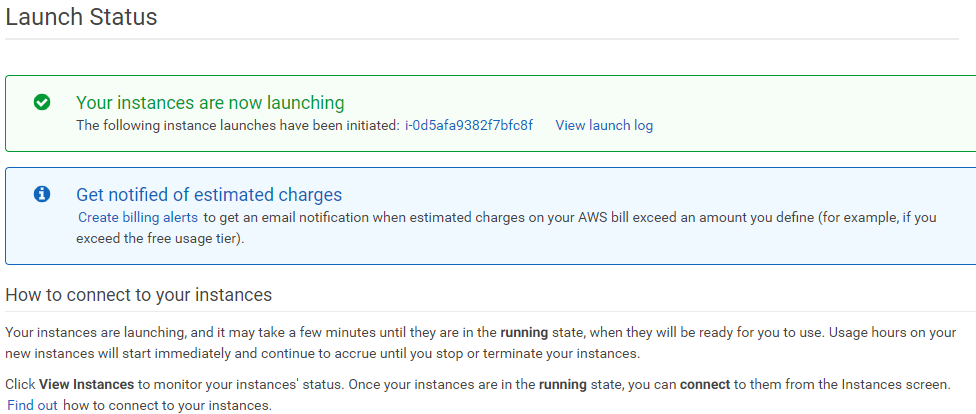 Launch Status
Your instances are now launching
The following instance launches have been initiated: i-0d5afa9382f7bfc8f View launch log
Get notified of estimated charges
Create billing alerts to get an email notification when estimated charges on your AWS bill exceed an amount you define (for example, if you
exceed the free usage tier).
How to connect to your instances
Your instances are launching, and it may take a few minutes until they are in the running state, when they will be ready for you to use. Usage hours on your
new instances will start immediately and continue to accrue until you stop or terminate your instances.
Click View Instances to monitor your instances' status. Once your instances are in the running state, you can connect to them from the Instances screen.
Find out how to connect to your instances.